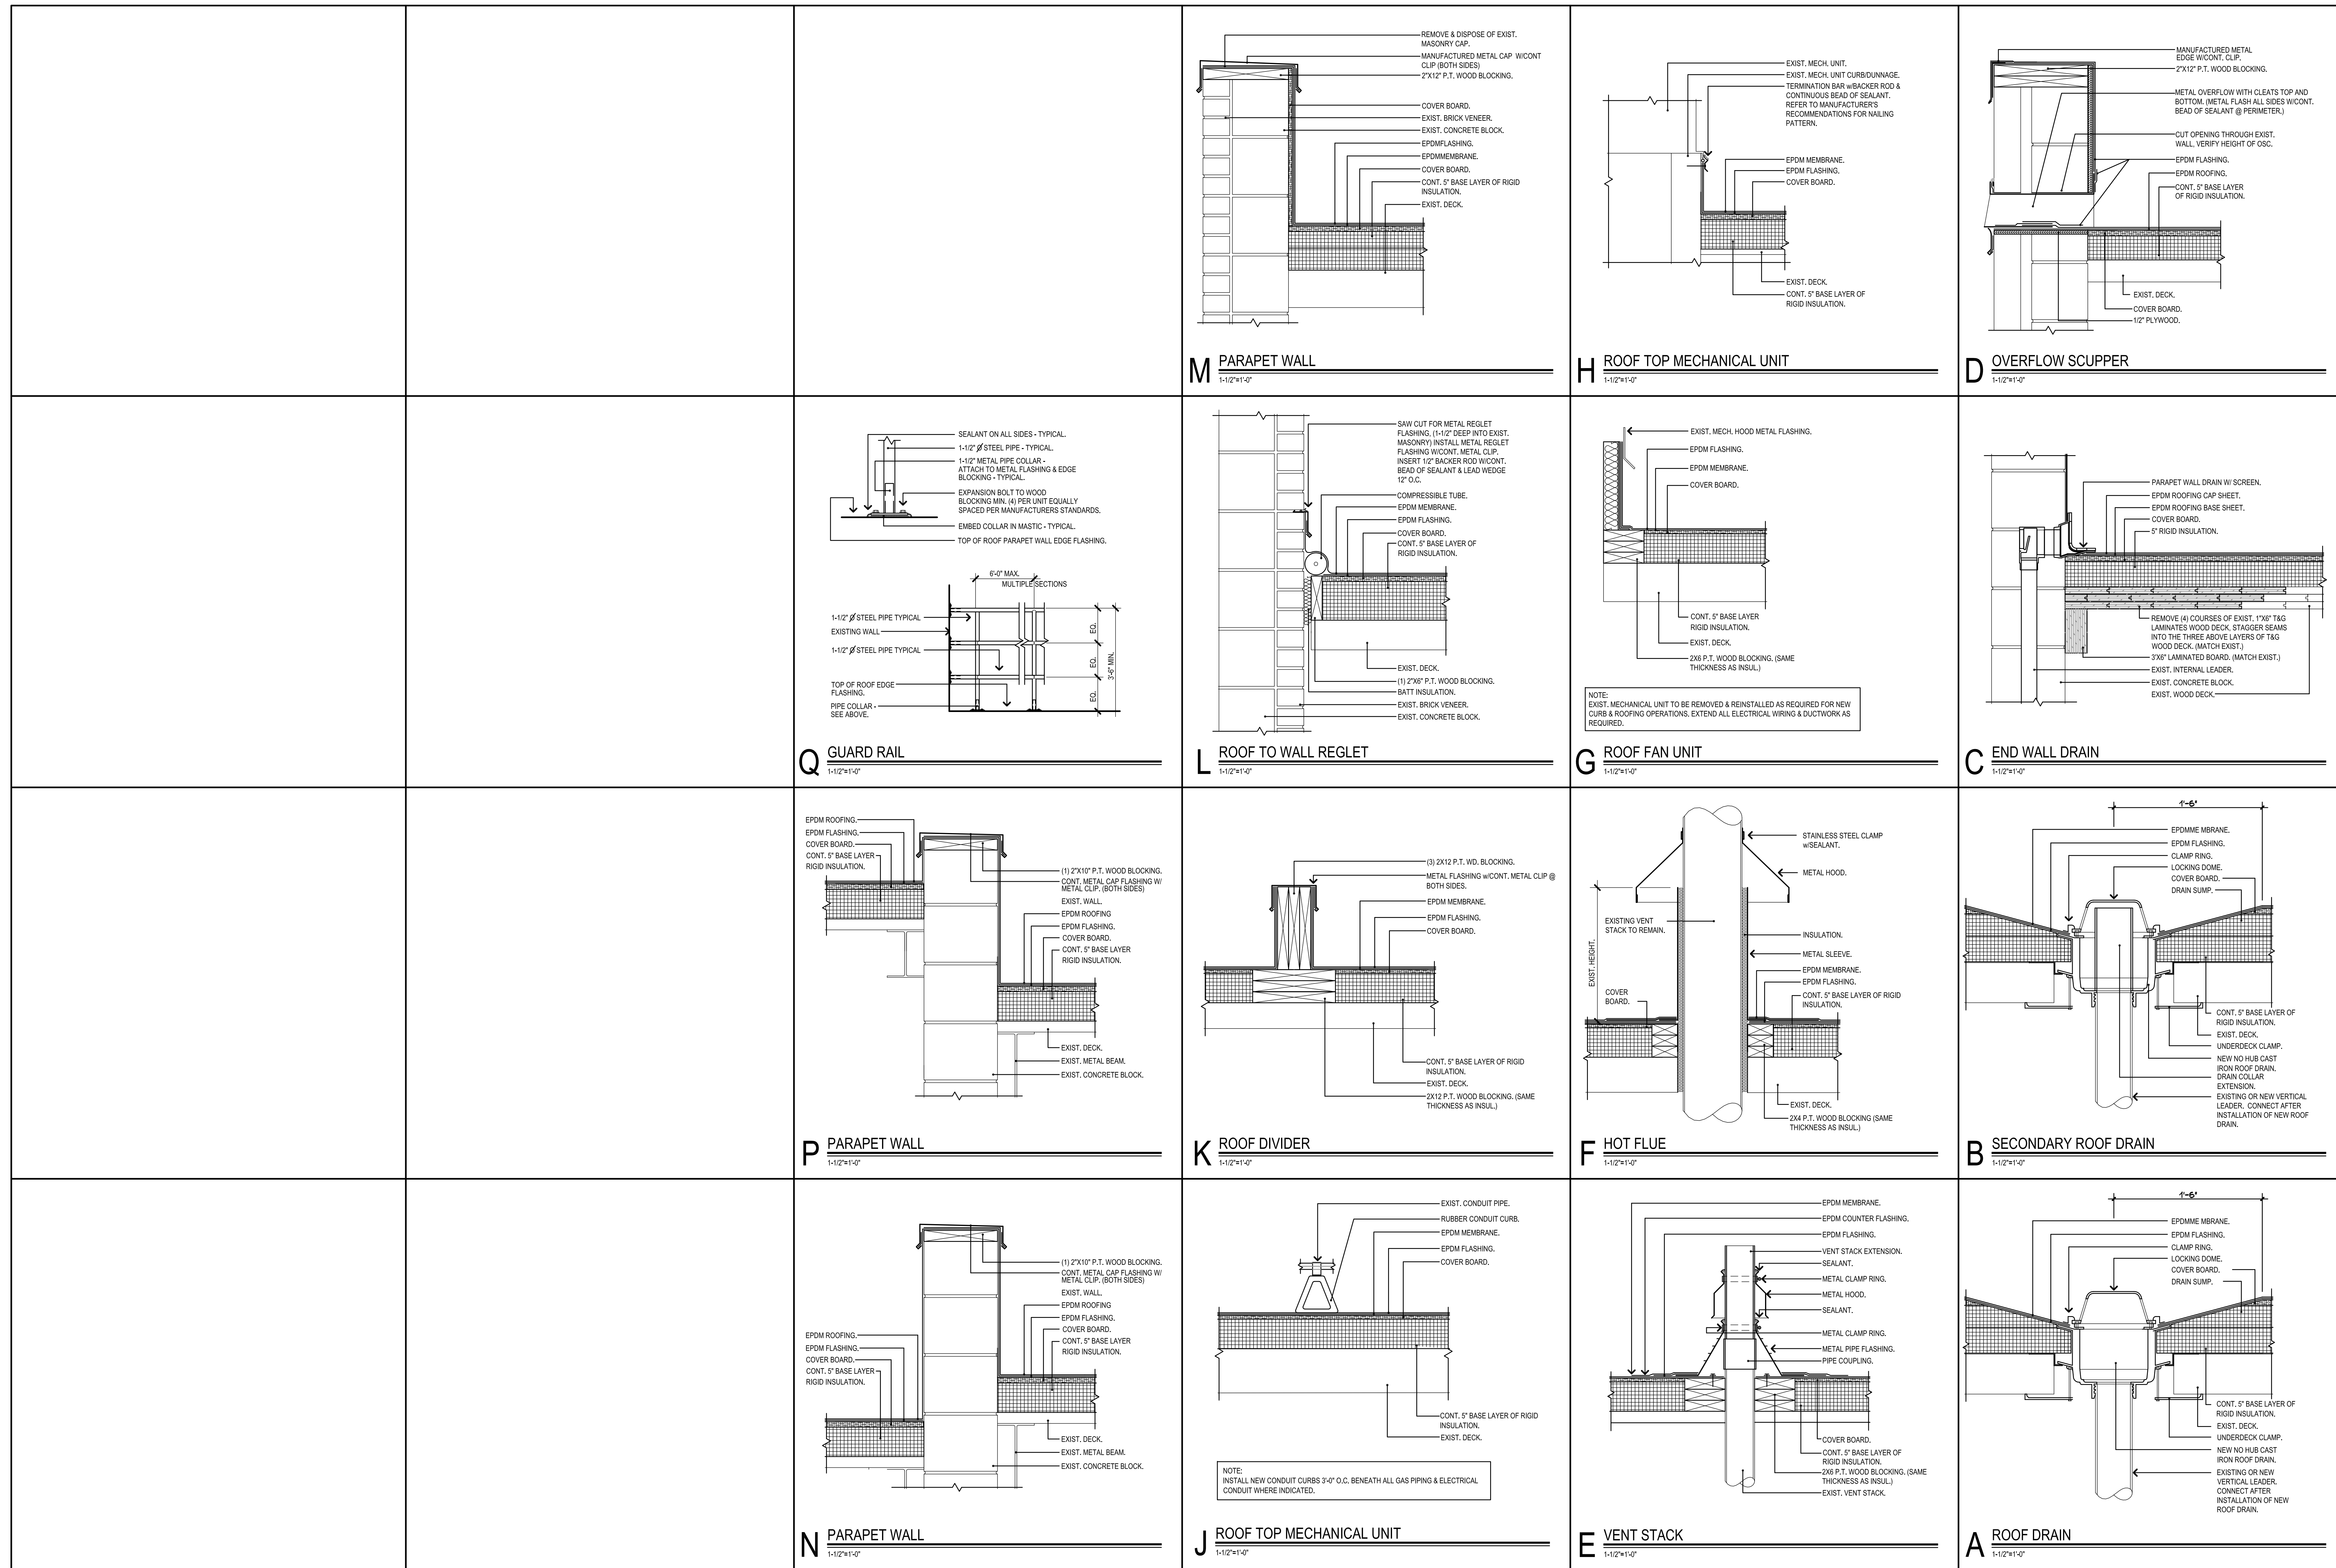 REMOVE & DISPOSE OF EXIST.
MASONRY CAP.
MANUFACTURED METAL CAP W/CONT
CLIP (BOTH SIDES)
2"X12" P.T. WOOD BLOCKING.
COVER BOARD.
EXIST. BRICK VENEER.
EXIST. CONCRETE BLOCK.
EPDMFLASHING.
EPDMMEMBRANE.
COVER BOARD.
CONT. 5" BASE LAYER OF RIGID
INSULATION.
EXIST. DECK.
M PARAPET WALL
1-1/2"=1'-0"
EXIST. MECH. UNIT.
EXIST. MECH. UNIT CURB/DUNNAGE.
TERMINATION BAR w/BACKER ROD &
CONTINUOUS BEAD OF SEALANT.
REFER TO MANUFACTURER'S
RECOMMENDATIONS FOR NAILING
PATTERN.
EPDM MEMBRANE.
EPDM FLASHING.
COVER BOARD.
EXIST. DECK.
CONT. 5" BASE LAYER OF
RIGID INSULATION.
H ROOF TOP MECHANICAL UNIT
1-1/2"=1'-0"
MANUFACTURED METAL
EDGE W/CONT. CLIP.
2"X12" P.T. WOOD BLOCKING.
METAL OVERFLOW WITH CLEATS TOP AND
BOTTOM. (METAL FLASH ALL SIDES W/CONT.
BEAD OF SEALANT @ PERIMETER.)
CUT OPENING THROUGH EXIST.
WALL, VERIFY HEIGHT OF OSC.
EPDM FLASHING.
EPDM ROOFING.
CONT. 5" BASE LAYER
OF RIGID INSULATION.
EXIST. DECK.
COVER BOARD.
1/2" PLYWOOD.
D OVERFLOW SCUPPER
1-1/2"=1'-0"
SEALANT ON ALL SIDES - TYPICAL.
1-1/2" Ø STEEL PIPE - TYPICAL.
1-1/2" METAL PIPE COLLAR -
ATTACH TO METAL FLASHING & EDGE
BLOCKING - TYPICAL.
EXPANSION BOLT TO WOOD
BLOCKING MIN. (4) PER UNIT EQUALLY
SPACED PER MANUFACTURERS STANDARDS.
EMBED COLLAR IN MASTIC - TYPICAL.
TOP OF ROOF PARAPET WALL EDGE FLASHING.
6'-0" MAX.
MULTIPLE SECTIONS
1-1/2" Ø STEEL PIPE TYPICAL
EXISTING WALL
1-1/2" Ø STEEL PIPE TYPICAL
TOP OF ROOF EDGE
FLASHING.
PIPE COLLAR -
SEE ABOVE.
EQ.
EQ.
EQ.
3'-6" MIN.
Q GUARD RAIL
1-1/2"=1'-0"
SAW CUT FOR METAL REGLET
FLASHING, (1-1/2" DEEP INTO EXIST.
MASONRY) INSTALL METAL REGLET
FLASHING W/CONT. METAL CLIP.
INSERT 1/2" BACKER ROD W/CONT.
BEAD OF SEALANT & LEAD WEDGE
12" O.C.
COMPRESSIBLE TUBE.
EPDM MEMBRANE.
EPDM FLASHING.
COVER BOARD.
CONT. 5" BASE LAYER OF
RIGID INSULATION.
EXIST. DECK.
(1) 2"X6" P.T. WOOD BLOCKING.
BATT INSULATION.
EXIST. BRICK VENEER.
EXIST. CONCRETE BLOCK.
L ROOF TO WALL REGLET
1-1/2"=1'-0"
EXIST. MECH. HOOD METAL FLASHING.
EPDM FLASHING.
EPDM MEMBRANE.
COVER BOARD.
CONT. 5" BASE LAYER
RIGID INSULATION.
EXIST. DECK.
2X6 P.T. WOOD BLOCKING. (SAME
THICKNESS AS INSUL.)
NOTE:
EXIST. MECHANICAL UNIT TO BE REMOVED & REINSTALLED AS REQUIRED FOR NEW
CURB & ROOFING OPERATIONS. EXTEND ALL ELECTRICAL WIRING & DUCTWORK AS
REQUIRED.
G ROOF FAN UNIT
1-1/2"=1'-0"
PARAPET WALL DRAIN W/ SCREEN.
EPDM ROOFING CAP SHEET.
EPDM ROOFING BASE SHEET.
COVER BOARD.
5" RIGID INSULATION.
REMOVE (4) COURSES OF EXIST. 1"X6" T&G
LAMINATES WOOD DECK, STAGGER SEAMS
INTO THE THREE ABOVE LAYERS OF T&G
WOOD DECK. (MATCH EXIST.)
3'X6" LAMINATED BOARD. (MATCH EXIST.)
EXIST. INTERNAL LEADER.
EXIST. CONCRETE BLOCK.
EXIST. WOOD DECK.
C END WALL DRAIN
1-1/2"=1'-0"
EPDM ROOFING.
EPDM FLASHING.
COVER BOARD.
CONT. 5" BASE LAYER
RIGID INSULATION.
(1) 2"X10" P.T. WOOD BLOCKING.
CONT. METAL CAP FLASHING W/
METAL CLIP. (BOTH SIDES)
EXIST. WALL.
EPDM ROOFING
EPDM FLASHING.
COVER BOARD.
CONT. 5" BASE LAYER
RIGID INSULATION.
EXIST. DECK.
EXIST. METAL BEAM.
EXIST. CONCRETE BLOCK.
P PARAPET WALL
1-1/2"=1'-0"
(3) 2X12 P.T. WD. BLOCKING.
METAL FLASHING w/CONT. METAL CLIP @
BOTH SIDES.
EPDM MEMBRANE.
EPDM FLASHING.
COVER BOARD.
CONT. 5" BASE LAYER OF RIGID
INSULATION.
EXIST. DECK.
2X12 P.T. WOOD BLOCKING. (SAME
THICKNESS AS INSUL.)
K ROOF DIVIDER
1-1/2"=1'-0"
STAINLESS STEEL CLAMP
w/SEALANT.
METAL HOOD.
EXISTING VENT
STACK TO REMAIN.
EXIST. HEIGHT.
INSULATION.
METAL SLEEVE.
EPDM MEMBRANE.
EPDM FLASHING.
COVER
BOARD.
CONT. 5" BASE LAYER OF RIGID
INSULATION.
EXIST. DECK.
2X4 P.T. WOOD BLOCKING (SAME
THICKNESS AS INSUL.)
F HOT FLUE
1-1/2"=1'-0"
1'-6"
EPDMME MBRANE.
EPDM FLASHING.
CLAMP RING.
LOCKING DOME.
COVER BOARD.
DRAIN SUMP.
CONT. 5" BASE LAYER OF
RIGID INSULATION.
EXIST. DECK.
UNDERDECK CLAMP.
NEW NO HUB CAST
IRON ROOF DRAIN.
DRAIN COLLAR
EXTENSION.
EXISTING OR NEW VERTICAL
LEADER, CONNECT AFTER
INSTALLATION OF NEW ROOF
DRAIN.
B SECONDARY ROOF DRAIN
1-1/2"=1'-0"
(1) 2"X10" P.T. WOOD BLOCKING.
CONT. METAL CAP FLASHING W/
METAL CLIP. (BOTH SIDES)
EXIST. WALL.
EPDM ROOFING
EPDM FLASHING.
COVER BOARD.
CONT. 5" BASE LAYER
RIGID INSULATION.
EPDM ROOFING.
EPDM FLASHING.
COVER BOARD.
CONT. 5" BASE LAYER
RIGID INSULATION.
EXIST. DECK.
EXIST. METAL BEAM.
EXIST. CONCRETE BLOCK.
N PARAPET WALL
1-1/2"=1'-0"
EXIST. CONDUIT PIPE.
RUBBER CONDUIT CURB.
EPDM MEMBRANE.
EPDM FLASHING.
COVER BOARD.
CONT. 5" BASE LAYER OF RIGID
INSULATION.
EXIST. DECK.
NOTE:
INSTALL NEW CONDUIT CURBS 3'-0" O.C. BENEATH ALL GAS PIPING & ELECTRICAL
CONDUIT WHERE INDICATED.
J ROOF TOP MECHANICAL UNIT
1-1/2"=1'-0"
EPDM MEMBRANE.
EPDM COUNTER FLASHING.
EPDM FLASHING.
VENT STACK EXTENSION.
SEALANT.
METAL CLAMP RING.
METAL HOOD.
SEALANT.
METAL CLAMP RING.
METAL PIPE FLASHING.
PIPE COUPLING.
COVER BOARD.
CONT. 5" BASE LAYER OF
RIGID INSULATION.
2X6 P.T. WOOD BLOCKING. (SAME
THICKNESS AS INSUL.)
EXIST. VENT STACK.
E VENT STACK
1-1/2"=1'-0"
1'-6"
EPDMME MBRANE.
EPDM FLASHING.
CLAMP RING.
LOCKING DOME.
COVER BOARD.
DRAIN SUMP.
CONT. 5" BASE LAYER OF
RIGID INSULATION.
EXIST. DECK.
UNDERDECK CLAMP.
NEW NO HUB CAST
IRON ROOF DRAIN.
EXISTING OR NEW
VERTICAL LEADER.
CONNECT AFTER
INSTALLATION OF NEW
ROOF DRAIN.
A ROOF DRAIN
1-1/2"=1'-0"